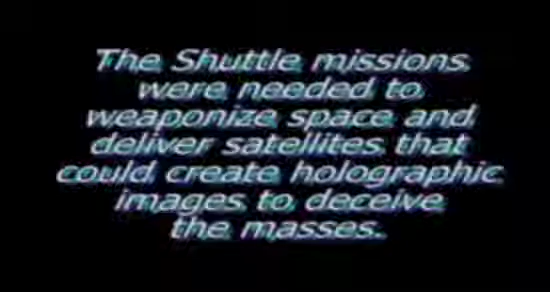 The Shuttle missions
were needed to
weaponize space and
deliver satellites that
could create holographic
images to deceive
the masses.